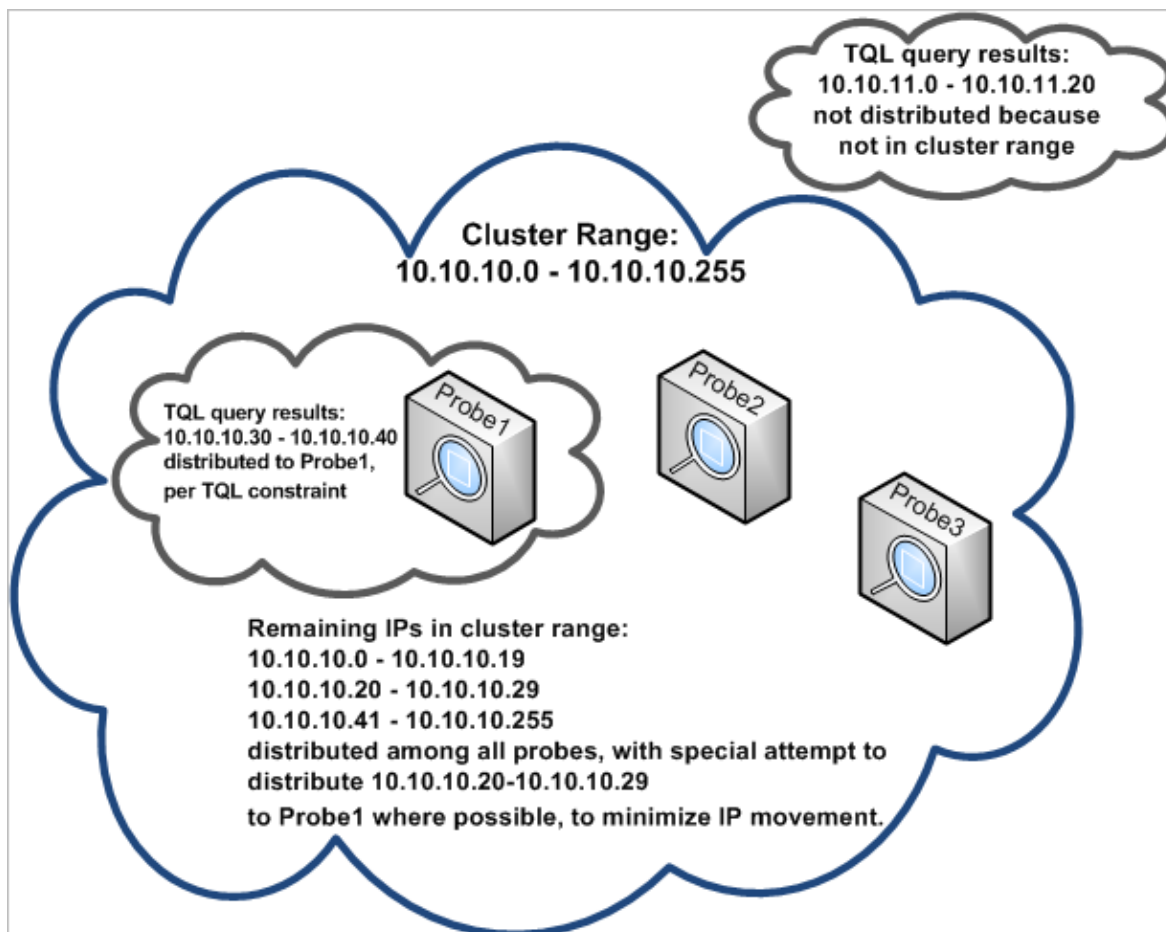 TQL query results:
10.10.11.0 - 10.10.11.20
not distributed because
not in cluster range
Cluster Range:
10.10.10.0 - 10.10.10.255
TQL query results:
10.10.10.30 - 10.10.10.40
distributed to Probe1,
per TQL constraint
Probe1
Probe2
Probe3
Remaining IPs in cluster range:
10.10.10.0 - 10.10.10.19
10.10.10.20 - 10.10.10.29
10.10.10.41 - 10.10.10.255
distributed among all probes, with special attempt to
distribute 10.10.10.20-10.10.10.29
to Probe1 where possible, to minimize IP movement.